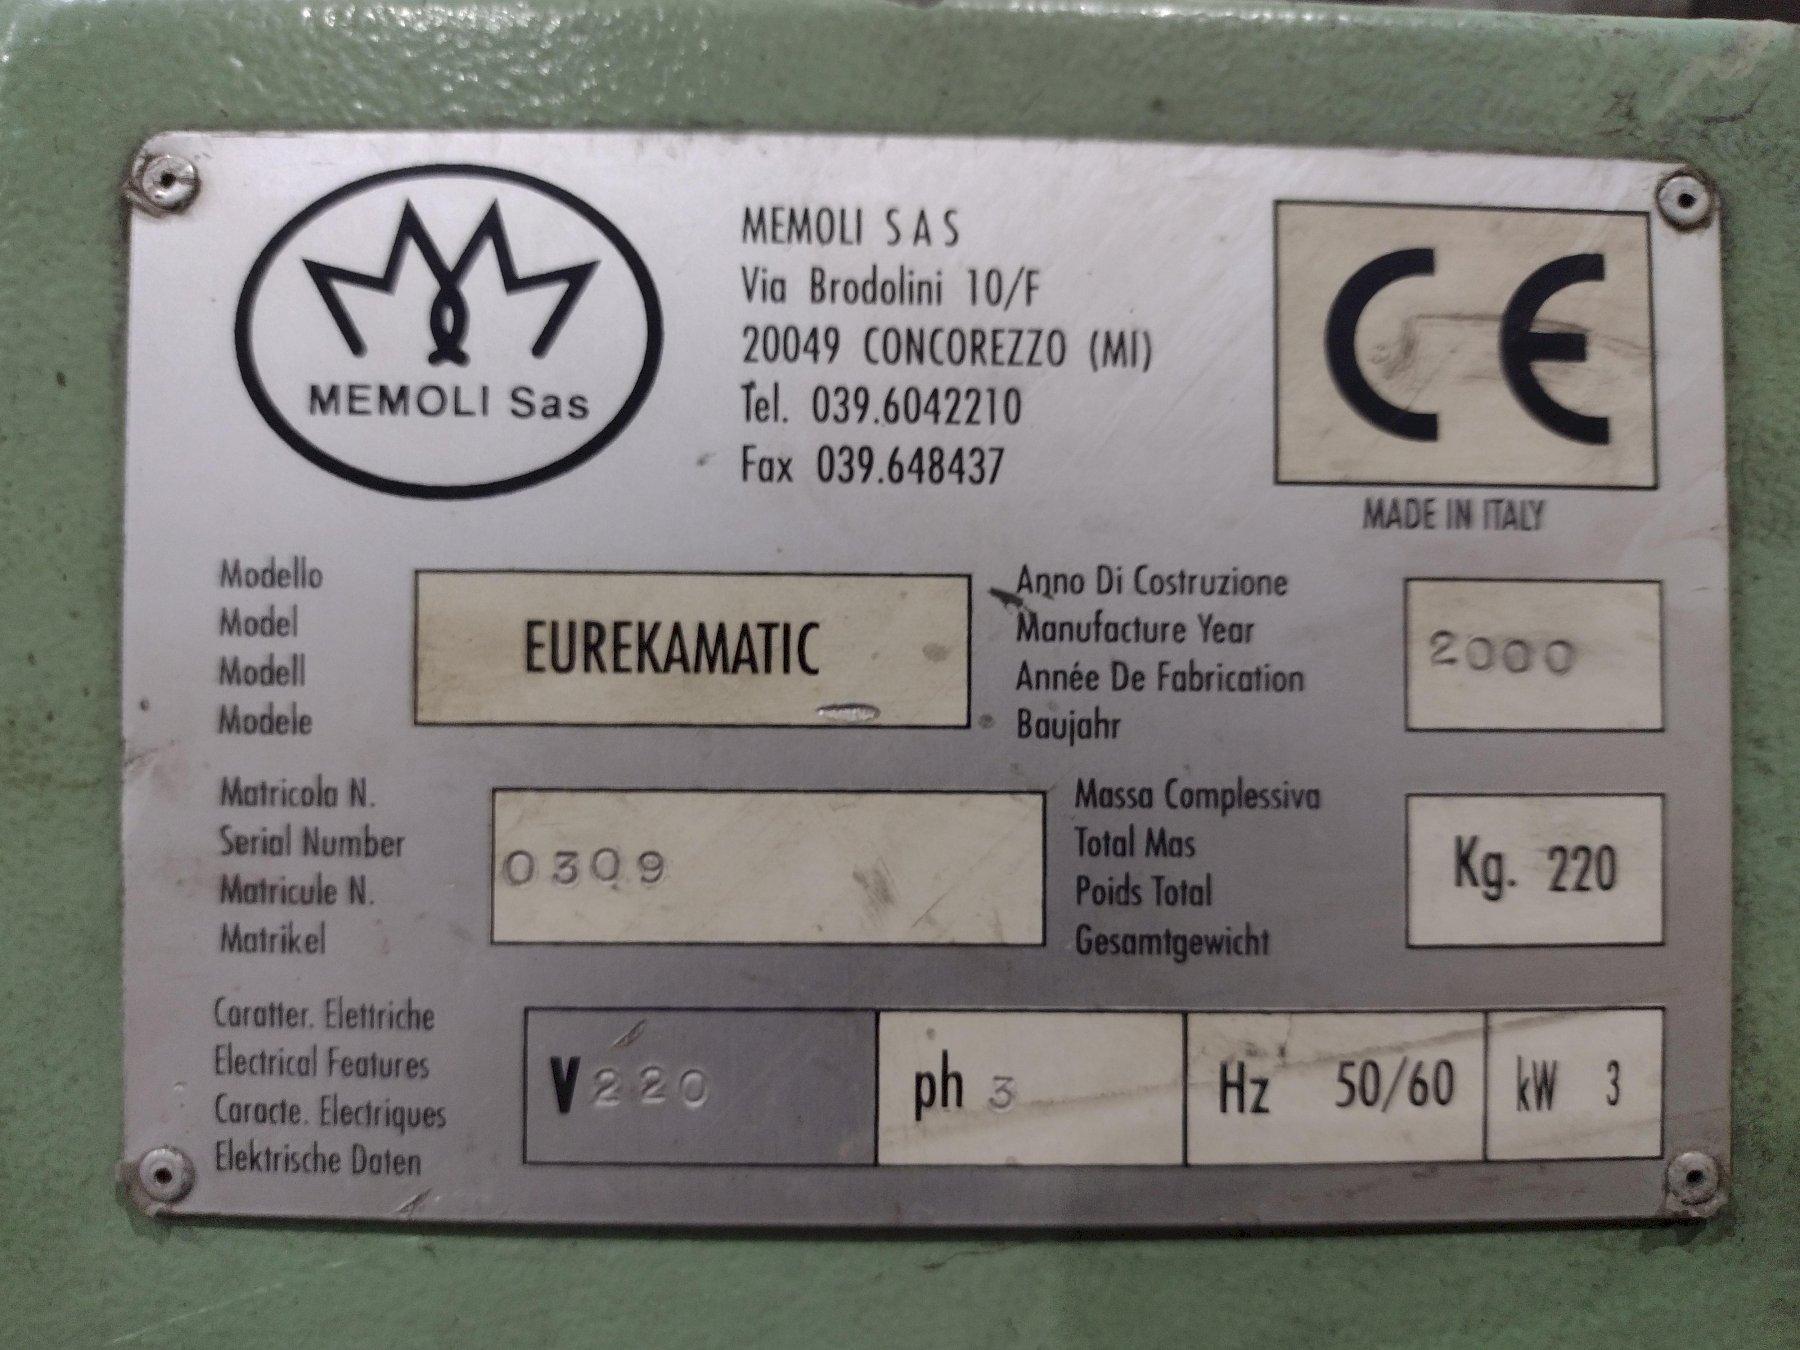 MEMOLI Sas
MEMOLI S A S
Via Brodolini 10/F
20049 CONCOREZZO (MI)
Tel. 039.6042210
Fax 039.648437
CE
MADE IN ITALY
Modello
Model
Modell
Modele
EUREKAMATIC
Anno Di Costruzione
Manufacture Year
Année De Fabrication
Baujahr
2000
Matricola N.
Serial Number
Matricule N.
Matrikel
0309
Massa Complessiva
Total Mas
Poids Total
Gesamtgewicht
Kg. 220
Caratter. Elettriche
Electrical Features
Caracte. Electriques
Elektrische Daten
V 220
ph 3
Hz 50/60
kW 3